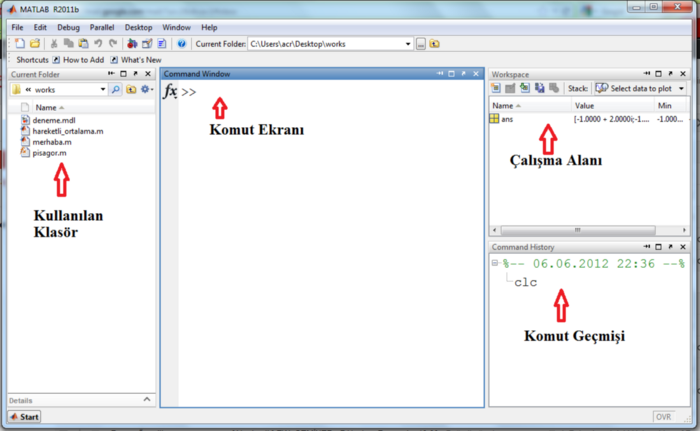 MATLAB R2011b
File Edit Debug Parallel Desktop Window Help
Current Folder: C:\Users\acr\Desktop\works
Shortcuts How to Add What's New
Current Folder
« works
Name
deneme.mdl
hareketli_ortalama.m
merhaba.m
pisagor.m
Kullanılan
Klasör
Details
Command Window
fx >>
Komut Ekranı
Workspace
Stack: Select data to plot
Name Value Min
ans [-1.0000 + 2.0000i;-1.... -1.000...
Çalışma Alanı
Command History
%-- 06.06.2012 22:36 --%
clc
Komut Geçmişi
Start
OVR